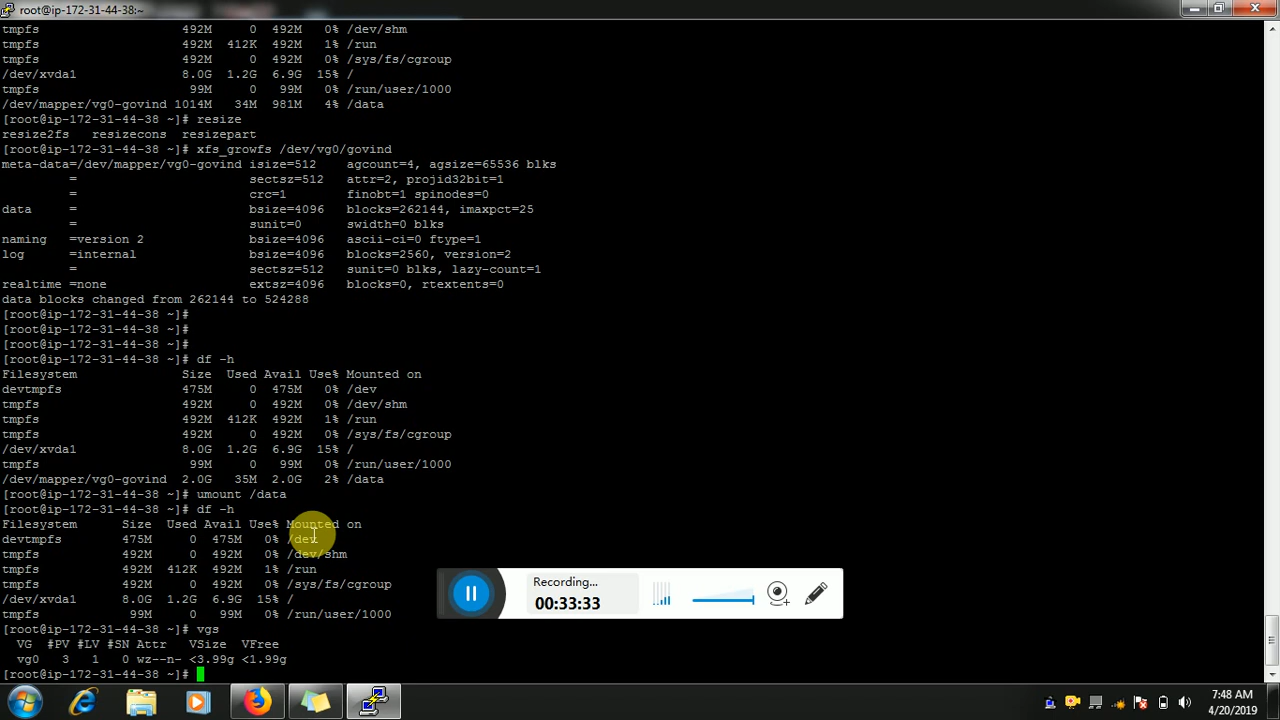 root@ip-172-31-44-38:~
tmpfs 492M 0 492M 0% /dev/shm
tmpfs 492M 412K 492M 1% /run
tmpfs 492M 0 492M 0% /sys/fs/cgroup
/dev/xvda1 8.0G 1.2G 6.9G 15% /
tmpfs 99M 0 99M 0% /run/user/1000
/dev/mapper/vg0-govind 1014M 34M 981M 4% /data
[root@ip-172-31-44-38 ~]# resize
resize2fs resizecons resizepart
[root@ip-172-31-44-38 ~]# xfs_growfs /dev/vg0/govind
meta-data=/dev/mapper/vg0-govind isize=512 agcount=4, agsize=65536 blks
= sectsz=512 attr=2, projid32bit=1
= crc=1 finobt=1 spinodes=0
data = bsize=4096 blocks=262144, imaxpct=25
= sunit=0 swidth=0 blks
naming =version 2 bsize=4096 ascii-ci=0 ftype=1
log =internal bsize=4096 blocks=2560, version=2
= sectsz=512 sunit=0 blks, lazy-count=1
realtime =none extsz=4096 blocks=0, rtextents=0
data blocks changed from 262144 to 524288
[root@ip-172-31-44-38 ~]#
[root@ip-172-31-44-38 ~]#
[root@ip-172-31-44-38 ~]#
[root@ip-172-31-44-38 ~]# df -h
Filesystem Size Used Avail Use% Mounted on
devtmpfs 475M 0 475M 0% /dev
tmpfs 492M 0 492M 0% /dev/shm
tmpfs 492M 412K 492M 1% /run
tmpfs 492M 0 492M 0% /sys/fs/cgroup
/dev/xvda1 8.0G 1.2G 6.9G 15% /
tmpfs 99M 0 99M 0% /run/user/1000
/dev/mapper/vg0-govind 2.0G 35M 2.0G 2% /data
[root@ip-172-31-44-38 ~]# umount /data
[root@ip-172-31-44-38 ~]# df -h
Filesystem Size Used Avail Use% Mounted on
devtmpfs 475M 0 475M 0% /dev
tmpfs 492M 0 492M 0% /dev/shm
tmpfs 492M 412K 492M 1% /run
tmpfs 492M 0 492M 0% /sys/fs/cgroup
/dev/xvda1 8.0G 1.2G 6.9G 15% /
tmpfs 99M 0 99M 0% /run/user/1000
[root@ip-172-31-44-38 ~]# vgs
VG #PV #LV #SN Attr VSize VFree
vg0 3 1 0 wz--n- <3.99g <1.99g
[root@ip-172-31-44-38 ~]#
Recording...
00:33:33
7:48 AM
4/20/2019